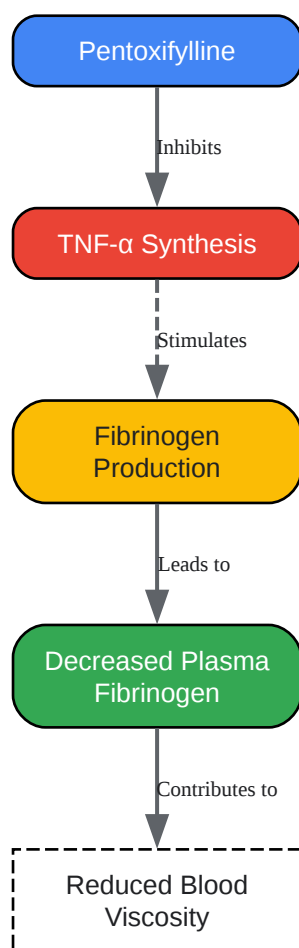 Pentoxifylline
Inhibits
TNF-α Synthesis
Stimulates
Fibrinogen
Production
Leads to
Decreased Plasma
Fibrinogen
Contributes to
Reduced Blood
Viscosity